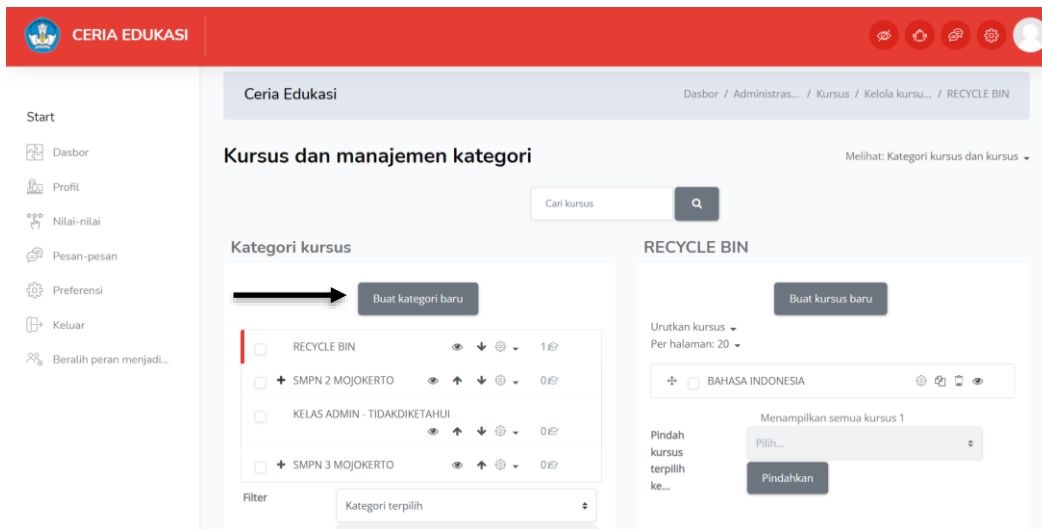 CERIA EDUKASI
Start
Dasbor
Profil
Nilai-nilai
Pesan-pesan
Preferensi
Keluar
Beralih peran menjadi...
Ceria Edukasi
Dasbor / Administras... / Kursus / Kelola kursu... / RECYCLE BIN
Kursus dan manajemen kategori
Melihat: Kategori kursus dan kursus
Cari kursus
Kategori kursus
Buat kategori baru
RECYCLE BIN 1
SMPN 2 MOJOKERTO 0
KELAS ADMIN - TIDAKDIKETAHUI
0
SMPN 3 MOJOKERTO 0
Filter
Kategori terpilih
RECYCLE BIN
Buat kursus baru
Urutkan kursus
Per halaman: 20
BAHASA INDONESIA
Menampilkan semua kursus 1
Pindah
kursus
terpilih
ke...
Pilih...
Pindahkan